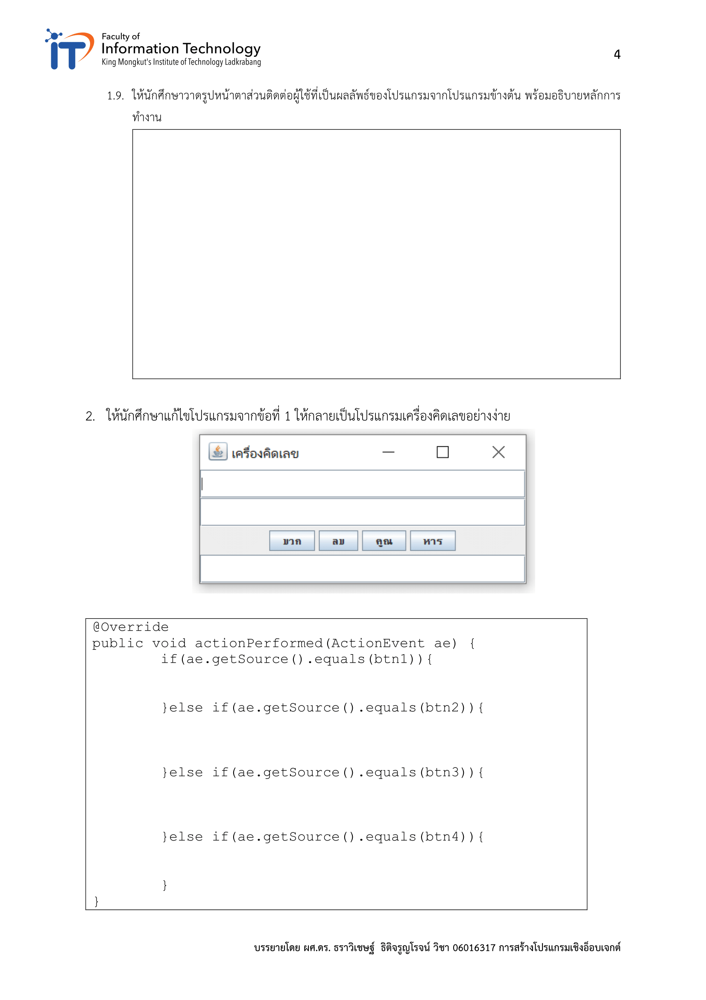 Faculty of
Information Technology
King Mongkut's Institute of Technology Ladkrabang
4
1.9. ให้นักศึกษาวาดรูปหน้าตาส่วนติดต่อผู้ใช้ที่เป็นผลลัพธ์ของโปรแกรมจากโปรแกรมข้างต้น พร้อมอธิบายหลักการ
ทำงาน
2. ให้นักศึกษาแก้ไขโปรแกรมจากข้อที่ 1 ให้กลายเป็นโปรแกรมเครื่องคิดเลขอย่างง่าย
เครื่องคิดเลข
บวก ลบ คูณ หาร
@Override
public void actionPerformed(ActionEvent ae) {
if(ae.getSource().equals(btn1)){
}else if(ae.getSource().equals(btn2)){
}else if(ae.getSource().equals(btn3)){
}else if(ae.getSource().equals(btn4)){
}
}
บรรยายโดย ผศ.ดร. ธราวิเชษฐ์ ธิติจรูญโรจน์ วิชา 06016317 การสร้างโปรแกรมเชิงอ็อบเจกต์